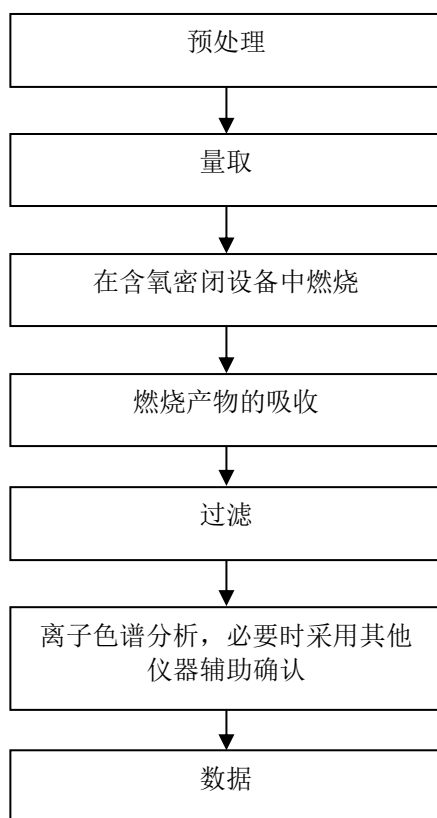 预处理
量取
在含氧密闭设备中燃烧
燃烧产物的吸收
过滤
离子色谱分析，必要时采用其他
仪器辅助确认
数据